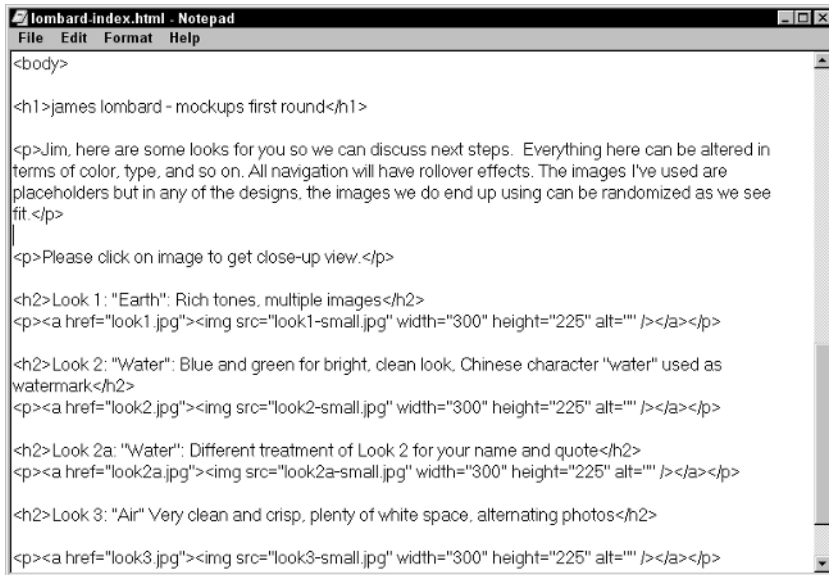 lombard-index.html - Notepad
File Edit Format Help
<body>
<h1>james lombard - mockups first round</h1>
<p>Jim, here are some looks for you so we can discuss next steps.  Everything here can be altered in
terms of color, type, and so on. All navigation will have rollover effects. The images I've used are
placeholders but in any of the designs, the images we do end up using can be randomized as we see
fit.</p>
<p>Please click on image to get close-up view.</p>
<h2>Look 1: "Earth": Rich tones, multiple images</h2>
<p><a href="look1.jpg"><img src="look1-small.jpg" width="300" height="225" alt="" /></a></p>
<h2>Look 2: "Water": Blue and green for bright, clean look, Chinese character "water" used as
watermark</h2>
<p><a href="look2.jpg"><img src="look2-small.jpg" width="300" height="225" alt="" /></a></p>
<h2>Look 2a: "Water": Different treatment of Look 2 for your name and quote</h2>
<p><a href="look2a.jpg"><img src="look2a-small.jpg" width="300" height="225" alt="" /></a></p>
<h2>Look 3: "Air" Very clean and crisp, plenty of white space, alternating photos</h2>
<p><a href="look3.jpg"><img src="look3-small.jpg" width="300" height="225" alt="" /></a></p>